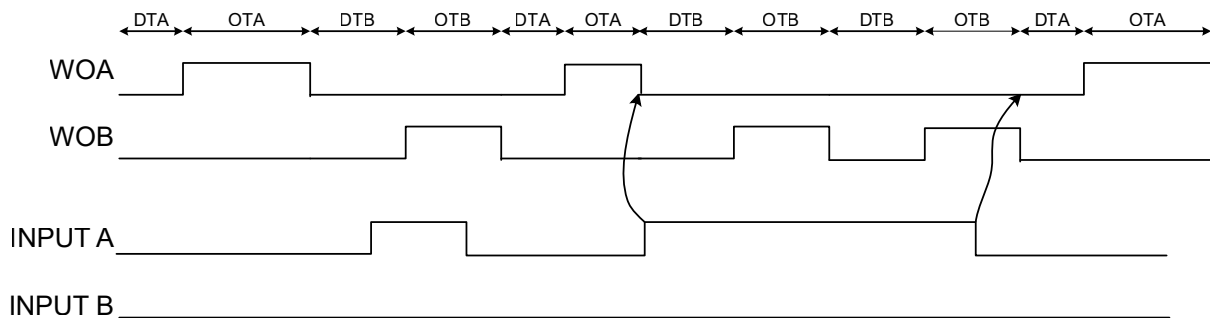 DTA OTA DTB OTB DTA OTA DTB OTB DTB OTB DTA OTA
WOA
WOB
INPUT A
INPUT B